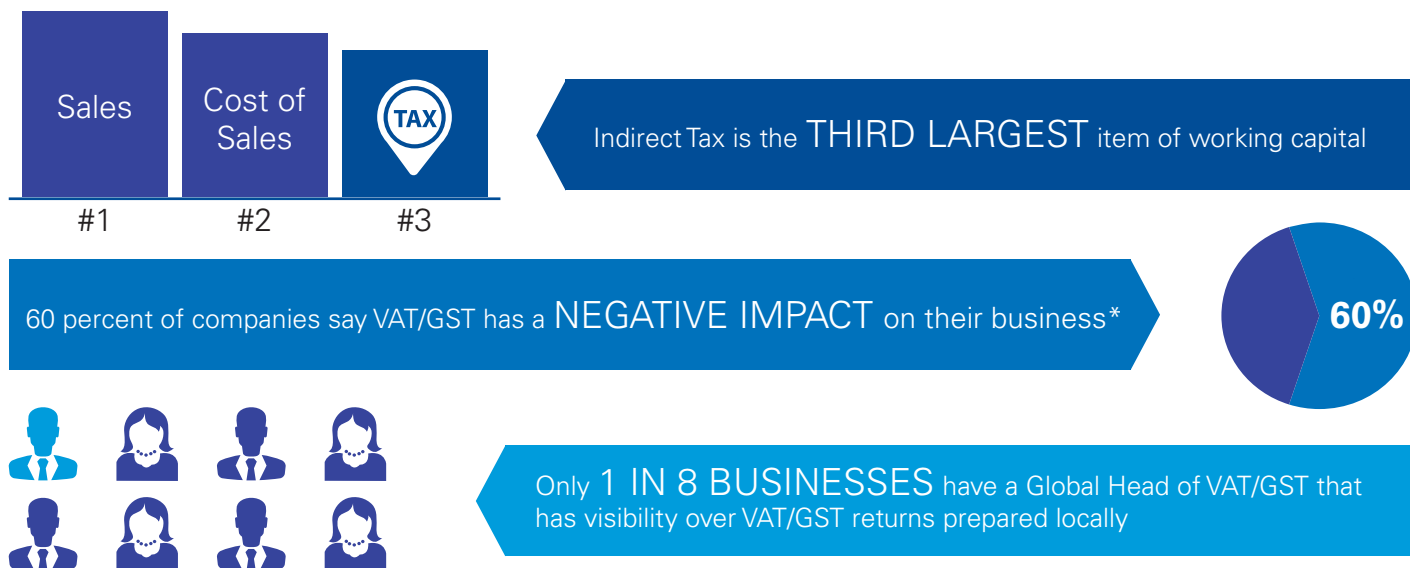 Sales
Cost of
Sales
TAX
#1
#2
#3
Indirect Tax is the THIRD LARGEST item of working capital
60 percent of companies say VAT/GST has a NEGATIVE IMPACT on their business*
60%
Only 1 IN 8 BUSINESSES have a Global Head of VAT/GST that
has visibility over VAT/GST returns prepared locally